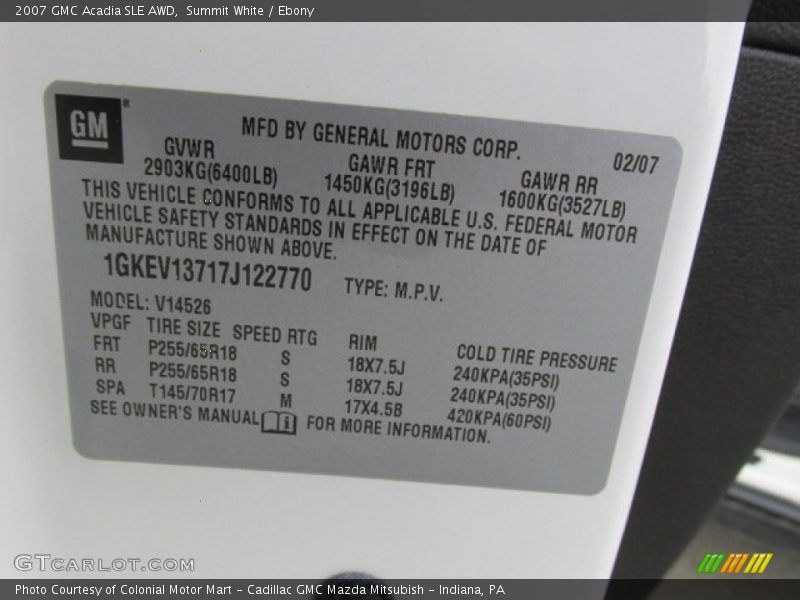 2007 GMC Acadia SLE AWD,  Summit White / Ebony
GM®
MFD BY GENERAL MOTORS CORP.
02/07
GVWR GAWR FRT GAWR RR
2903KG(6400LB) 1450KG(3196LB) 1600KG(3527LB)
THIS VEHICLE CONFORMS TO ALL APPLICABLE U.S. FEDERAL MOTOR
VEHICLE SAFETY STANDARDS IN EFFECT ON THE DATE OF
MANUFACTURE SHOWN ABOVE.
1GKEV13717J122770 TYPE: M.P.V.
MODEL: V14526
VPGF TIRE SIZE SPEED RTG RIM COLD TIRE PRESSURE
FRT P255/65R18 S 18X7.5J 240KPA(35PSI)
RR P255/65R18 S 18X7.5J 240KPA(35PSI)
SPA T145/70R17 M 17X4.5B 420KPA(60PSI)
SEE OWNER'S MANUAL i FOR MORE INFORMATION.
GTCARLOT.COM
Photo Courtesy of Colonial Motor Mart - Cadillac GMC Mazda Mitsubish - Indiana, PA